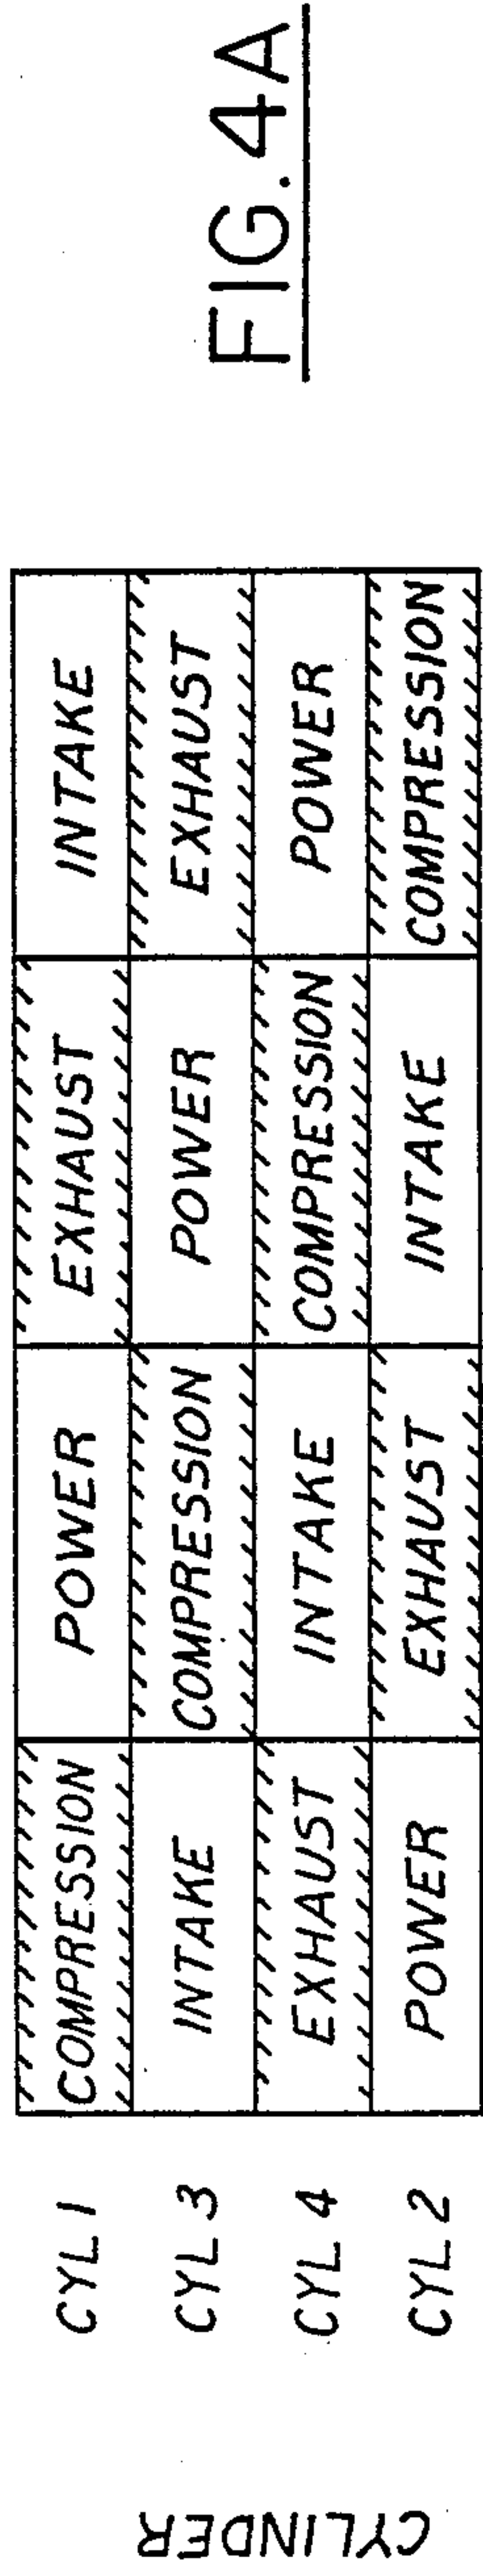 CYLINDER
CYL 1 COMPRESSION POWER EXHAUST INTAKE
CYL 3 INTAKE COMPRESSION POWER EXHAUST
CYL 4 EXHAUST INTAKE COMPRESSION POWER
CYL 2 POWER EXHAUST INTAKE COMPRESSION
FIG. 4A